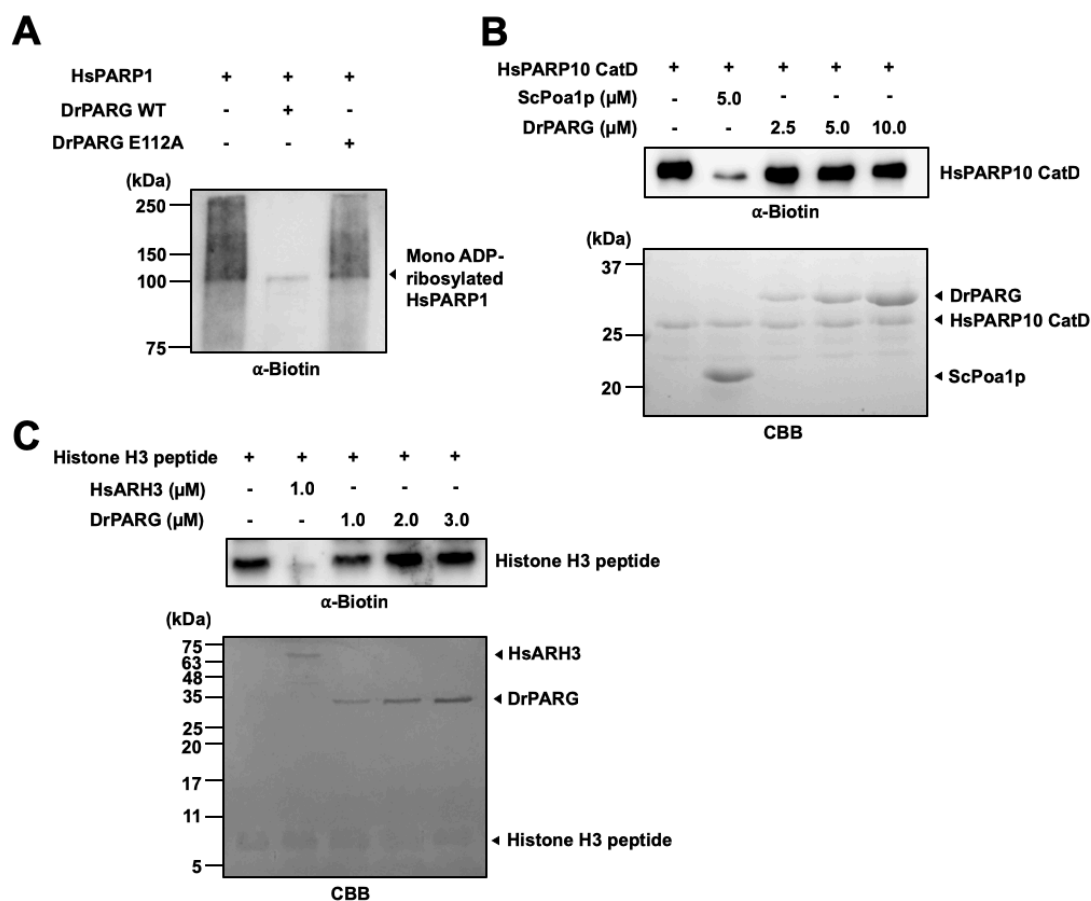 A
HsPARP1 + + +
DrPARG WT - + -
DrPARG E112A - - +
(kDa)
250
150
100
75
Mono ADP-
ribosylated
HsPARP1
α-Biotin
B
HsPARP10 CatD + + + + +
ScPoa1p (µM) - 5.0 - - -
DrPARG (µM) - - 2.5 5.0 10.0
HsPARP10 CatD
α-Biotin
(kDa)
37
25
20
DrPARG
HsPARP10 CatD
ScPoa1p
CBB
C
Histone H3 peptide + + + + +
HsARH3 (µM) - 1.0 - - -
DrPARG (µM) - - 1.0 2.0 3.0
Histone H3 peptide
α-Biotin
(kDa)
75
63
48
35
25
20
17
11
5
HsARH3
DrPARG
Histone H3 peptide
CBB